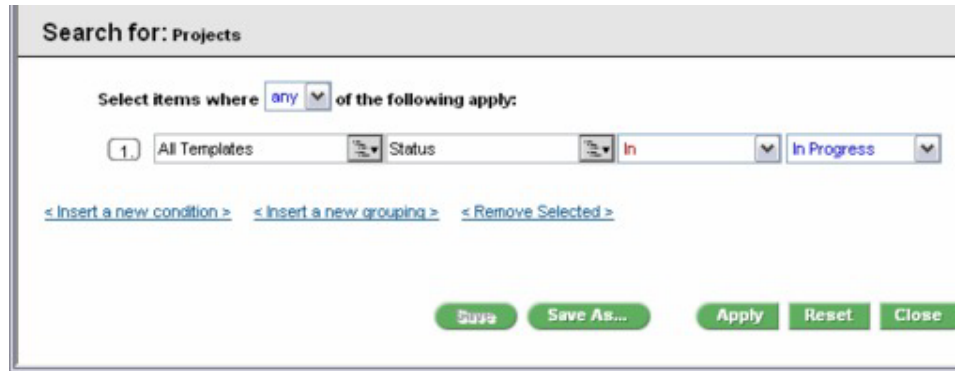 Search for: Projects
Select items where any of the following apply:
1. All Templates Status In In Progress
< Insert a new condition > < Insert a new grouping > < Remove Selected >
Save Save As... Apply Reset Close